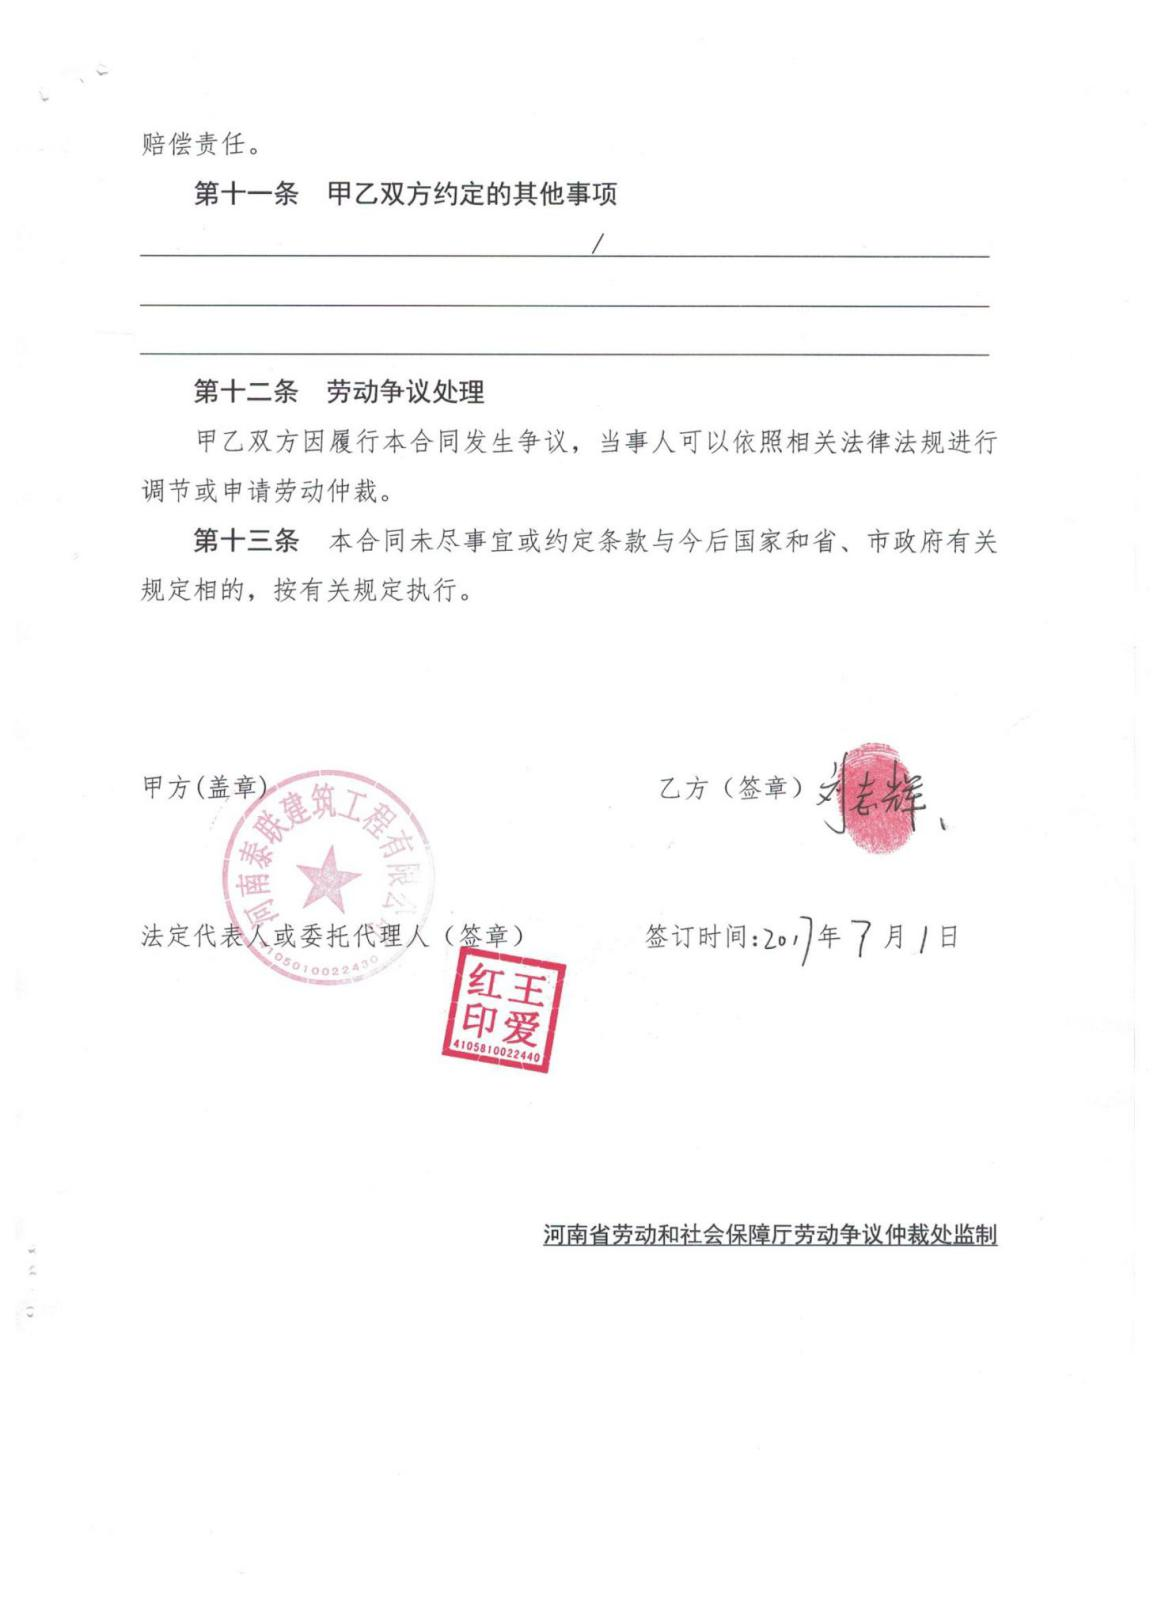 赔偿责任。
第十一条 甲乙双方约定的其他事项
/
第十二条 劳动争议处理
甲乙双方因履行本合同发生争议，当事人可以依照相关法律法规进行
调节或申请劳动仲裁。
第十三条 本合同未尽事宜或约定条款与今后国家和省、市政府有关
规定相的，按有关规定执行。
甲方(盖章)
乙方（签章）刘志辉
河南泰联建筑工程有限公司
4105010022430
法定代表人或委托代理人（签章）
签订时间:2017年7月1日
红王
印爱
4105810022440
河南省劳动和社会保障厅劳动争议仲裁处监制